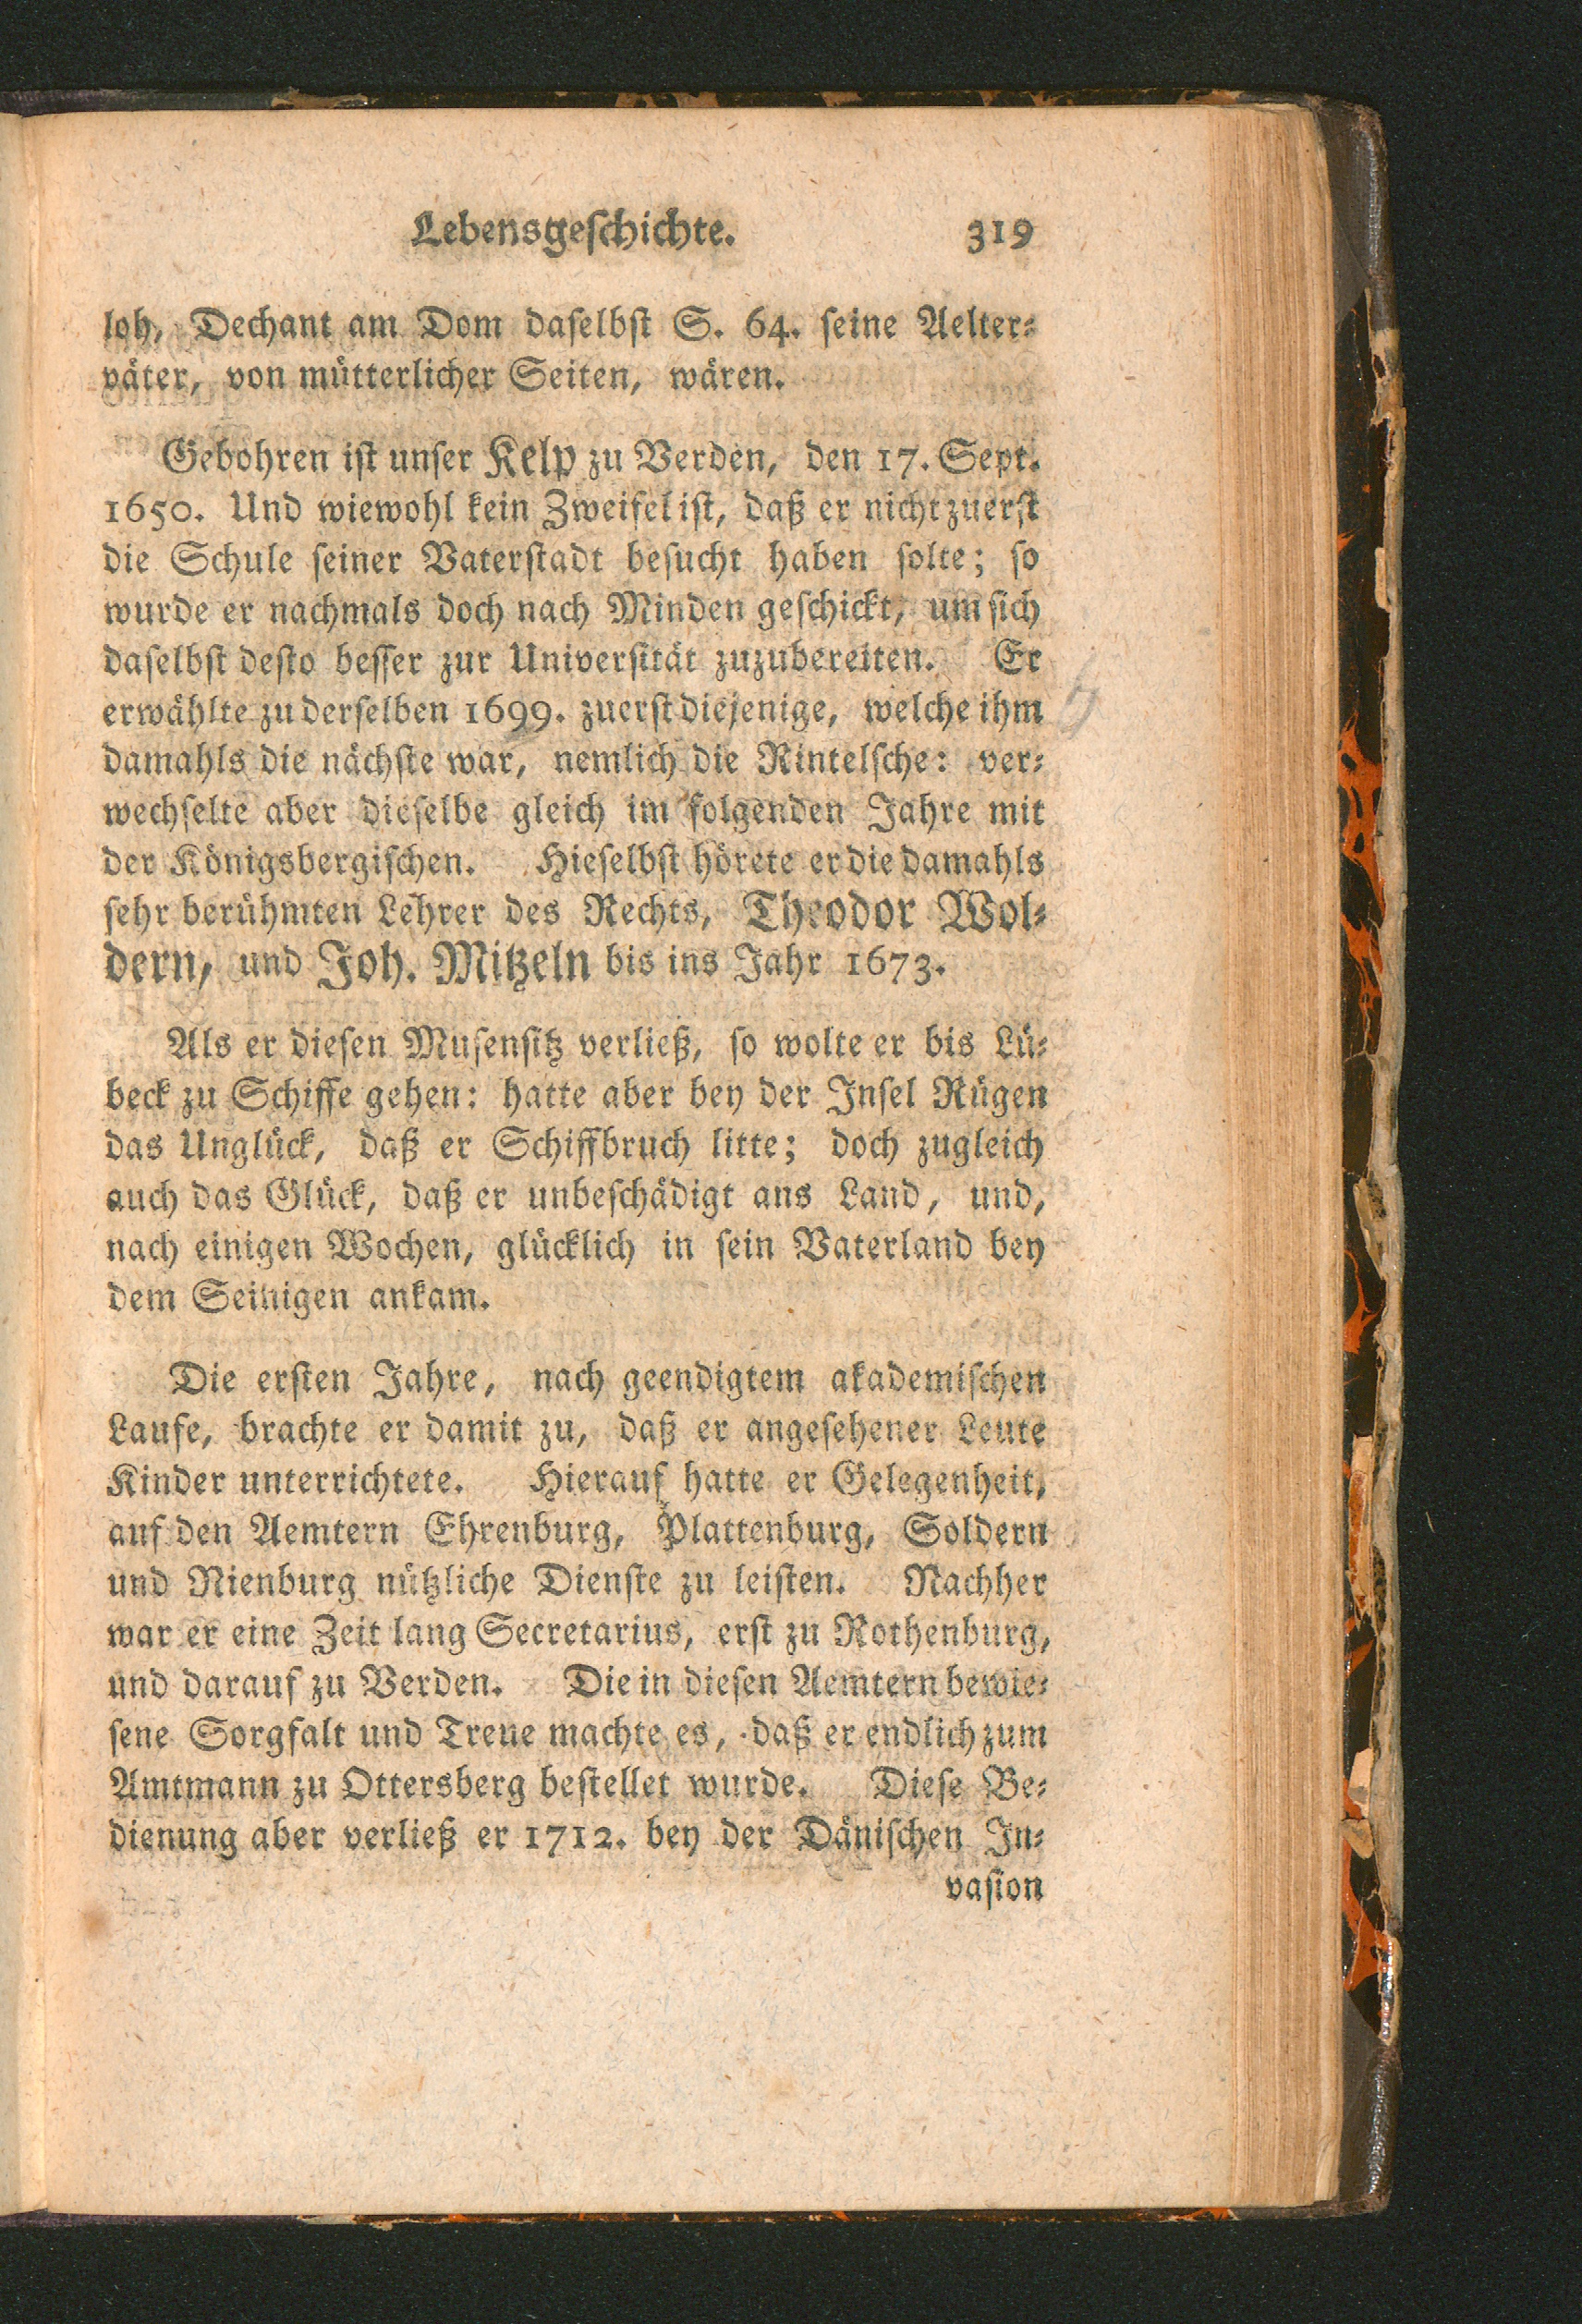 Lebensgeschichte. 319
loh, Dechant am Dom daselbst S. 64. seine Aelter-
väter, von mütterlicher Seiten, wären.
Gebohren ist unser Kelp zu Verden, den 17. Sept.
1650. Und wiewohl kein Zweifel ist, daß er nicht zuerst
die Schule seiner Vaterstadt besucht haben solte; so
wurde er nachmals doch nach Minden geschickt, um sich
daselbst desto besser zur Universität zuzubereiten. Er
erwählte zu derselben 1699. zuerst diejenige, welche ihm
damahls die nächste war, nemlich die Rintelsche: ver-
wechselte aber dieselbe gleich im folgenden Jahre mit
der Königsbergischen. Hieselbst hörete er die damahls
sehr berühmten Lehrer des Rechts, Theodor Wol-
dern, und Joh. Mitzeln bis ins Jahr 1673.
Als er diesen Musensitz verließ, so wolte er bis Lü-
beck zu Schiffe gehen: hatte aber bey der Insel Rügen
das Unglück, daß er Schiffbruch litte; doch zugleich
auch das Glück, daß er unbeschädigt ans Land, und,
nach einigen Wochen, glücklich in sein Vaterland bey
dem Seinigen ankam.
Die ersten Jahre, nach geendigtem akademischen
Laufe, brachte er damit zu, daß er angesehener Leute
Kinder unterrichtete. Hierauf hatte er Gelegenheit,
auf den Aemtern Ehrenburg, Plattenburg, Soldern
und Nienburg nützliche Dienste zu leisten. Nachher
war er eine Zeit lang Secretarius, erst zu Rothenburg,
und darauf zu Verden. Die in diesen Aemtern bewie-
sene Sorgfalt und Treue machte es, daß er endlich zum
Amtmann zu Ottersberg bestellet wurde. Diese Be-
dienung aber verließ er 1712. bey der Dänischen In-
vasion